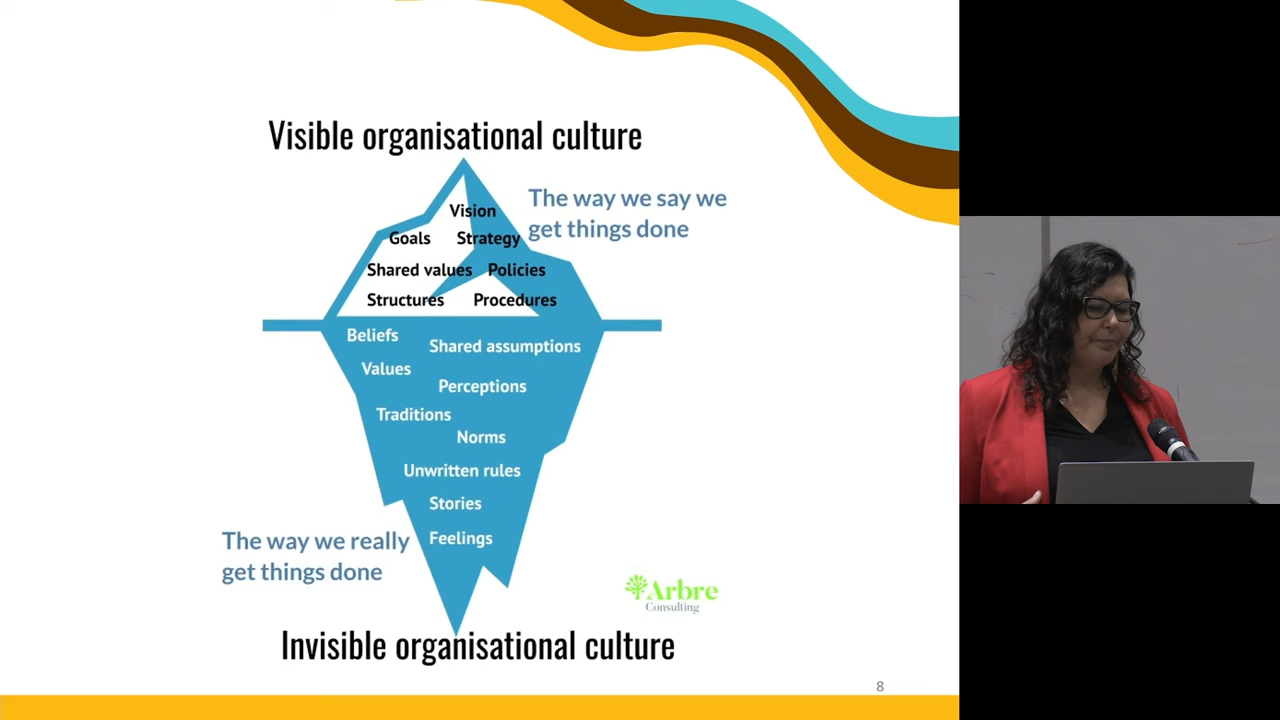 Visible organisational culture
The way we say we
get things done
Vision
Goals Strategy
Shared values Policies
Structures Procedures
Beliefs
Shared assumptions
Values
Perceptions
Traditions
Norms
Unwritten rules
Stories
Feelings
The way we really
get things done
Arbre
Consulting
Invisible organisational culture
8